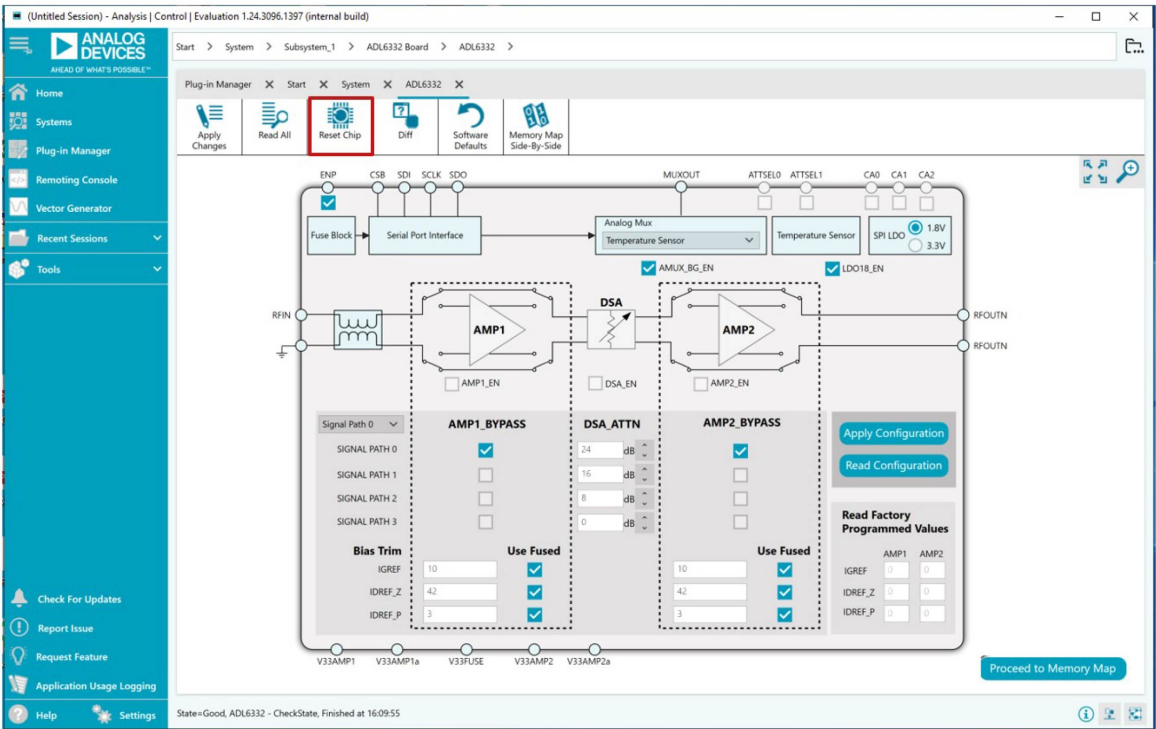 (Untitled Session) - Analysis | Control | Evaluation 1.24.3096.1397 (internal build)
ANALOG
DEVICES
AHEAD OF WHAT'S POSSIBLE™
Start > System > Subsystem_1 > ADL6332 Board > ADL6332 >
Home
Systems
Plug-in Manager
Remoting Console
Vector Generator
Recent Sessions
Tools
Check For Updates
Report Issue
Request Feature
Application Usage Logging
Help Settings
Plug-in Manager X Start X System X ADL6332 X
Apply
Changes
Read All
Reset Chip
Diff
Software
Defaults
Memory Map
Side-By-Side
ENP CSB SDI SCLK SDO MUXOUT ATTSEL0 ATTSEL1 CA0 CA1 CA2
Fuse Block
Serial Port Interface
Analog Mux
Temperature Sensor
Temperature Sensor
SPI LDO
1.8V
3.3V
AMUX_BG_EN
LDO18_EN
RFIN
AMP1
DSA
AMP2
RFOUTN
RFOUTN
AMP1_EN
DSA_EN
AMP2_EN
Signal Path 0 AMP1_BYPASS DSA_ATTN AMP2_BYPASS
SIGNAL PATH 0 24 dB
SIGNAL PATH 1 16 dB
SIGNAL PATH 2 8 dB
SIGNAL PATH 3 0 dB
Bias Trim Use Fused Use Fused
IGREF 10 10
IDREF_Z 42 42
IDREF_P 3 3
Apply Configuration
Read Configuration
Read Factory
Programmed Values
AMP1 AMP2
IGREF 0 0
IDREF_Z 0 0
IDREF_P 0 0
V33AMP1 V33AMP1a V33FUSE V33AMP2 V33AMP2a
Proceed to Memory Map
State=Good, ADL6332 - CheckState, Finished at 16:09:55